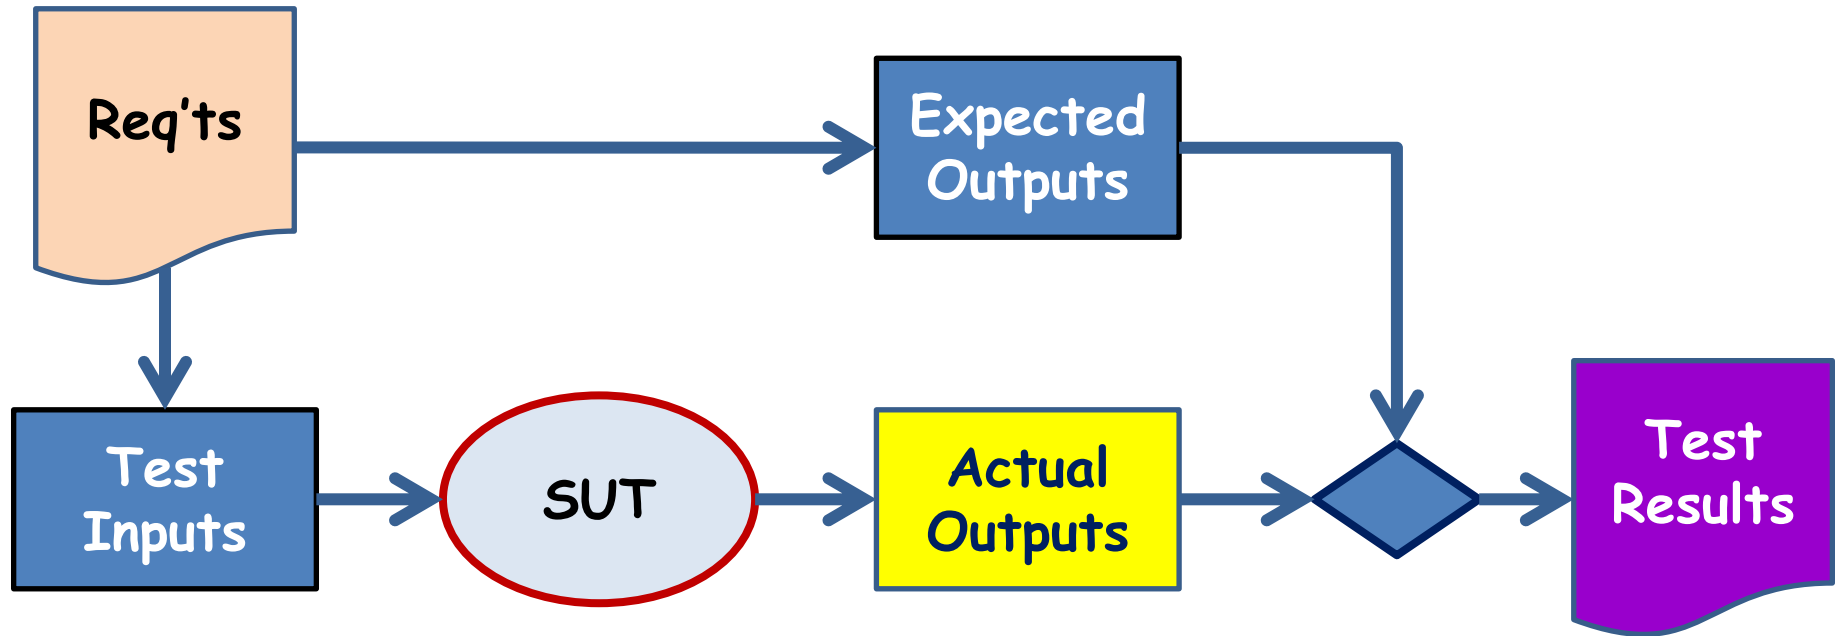 Req'ts
Expected
Outputs
Test
Inputs
SUT
Actual
Outputs
Test
Results